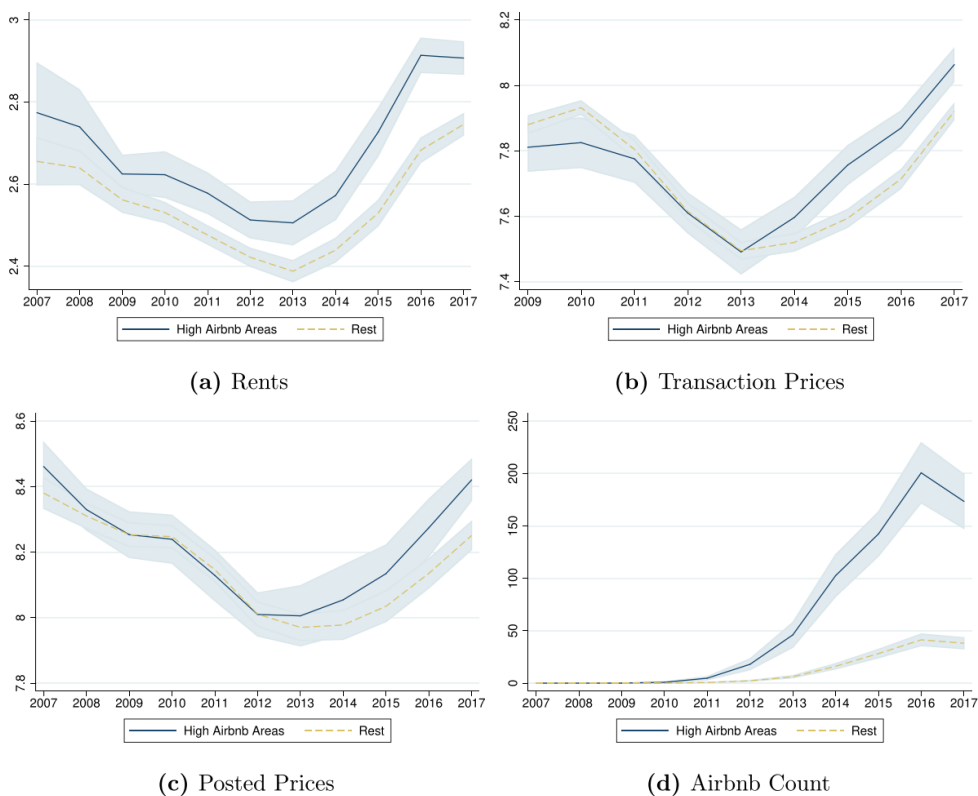 3
2.8
2.6
2.4
2007 2008 2009 2010 2011 2012 2013 2014 2015 2016 2017
High Airbnb Areas Rest
(a) Rents
8.2
8
7.8
7.6
7.4
2009 2010 2011 2012 2013 2014 2015 2016 2017
High Airbnb Areas Rest
(b) Transaction Prices
8.6
8.4
8.2
8
7.8
2007 2008 2009 2010 2011 2012 2013 2014 2015 2016 2017
High Airbnb Areas Rest
(c) Posted Prices
250
200
150
100
50
0
2007 2008 2009 2010 2011 2012 2013 2014 2015 2016 2017
High Airbnb Areas Rest
(d) Airbnb Count